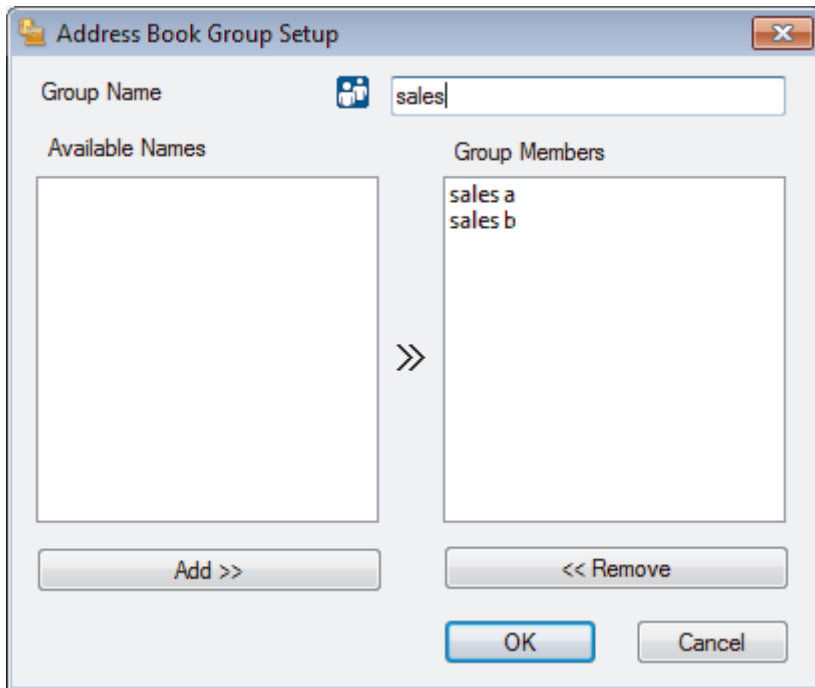 Address Book Group Setup
Group Name
sales
Available Names
Group Members
sales a
sales b
Add >>
<< Remove
OK
Cancel